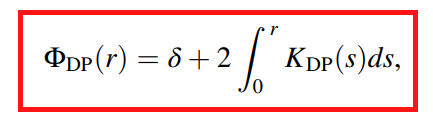 Φ_DP(r) = δ + 2 ∫_0^r K_DP(s)ds,